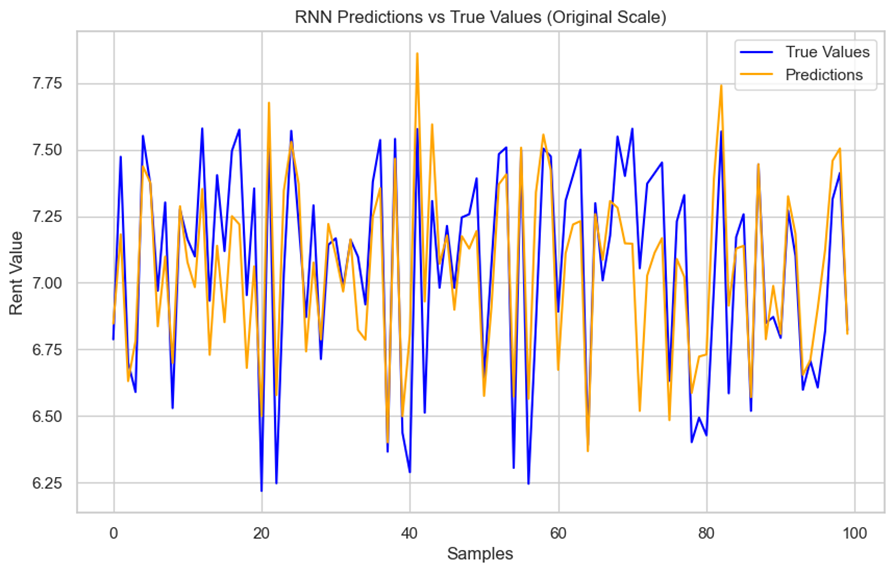 RNN Predictions vs True Values (Original Scale)
True Values
Predictions
7.75
7.50
7.25
7.00
6.75
6.50
6.25
Rent Value
0 20 40 60 80 100
Samples